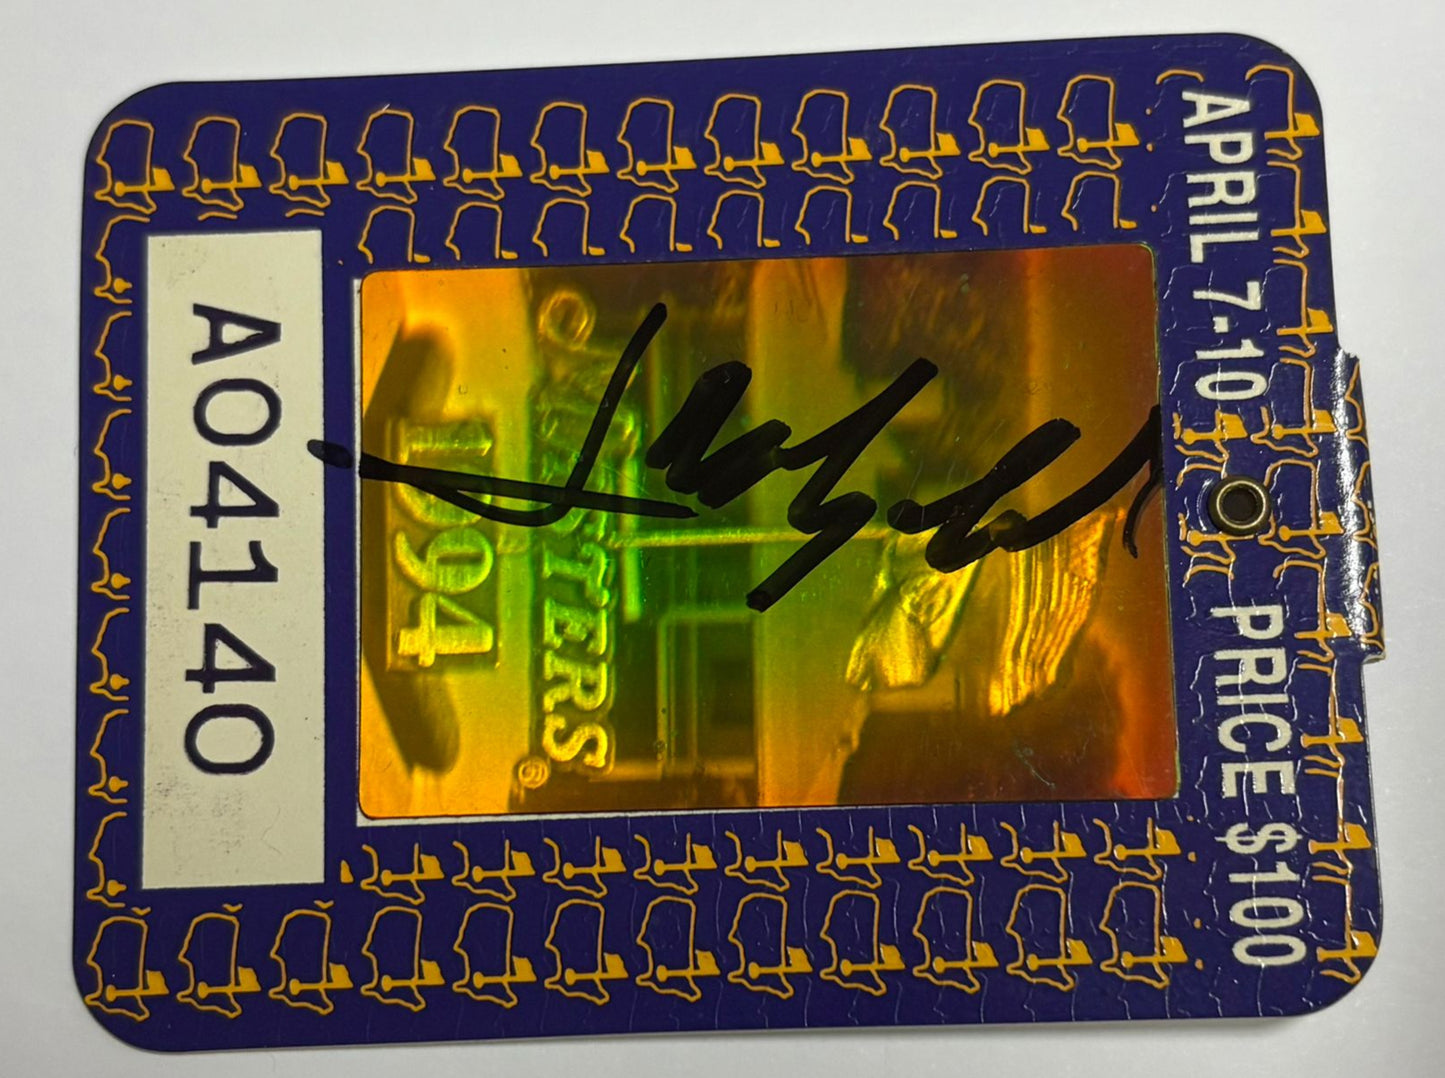 APRIL 7-10 PRICE $100
MASTERS®
1994
A04140